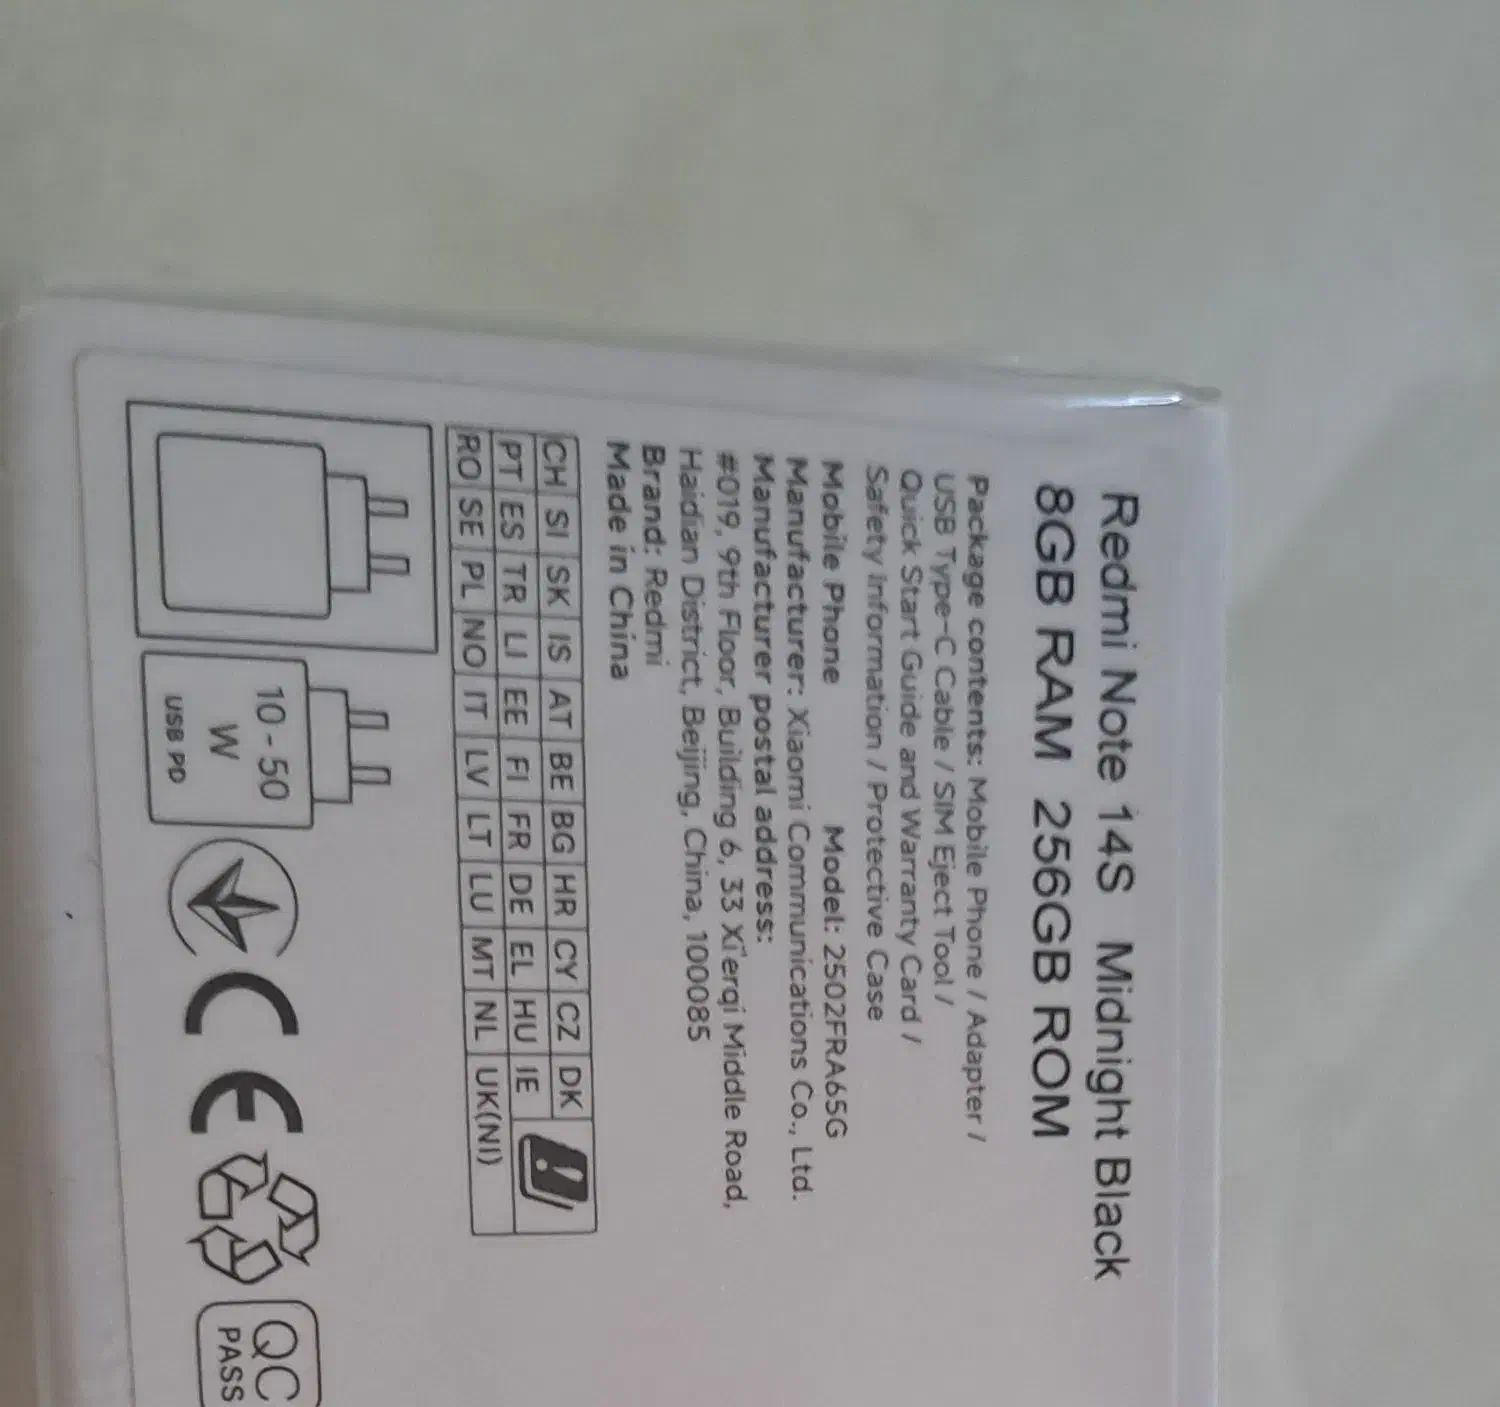 Redmi Note 14S Midnight Black
8GB RAM 256GB ROM
Package contents: Mobile Phone / Adapter /
USB Type-C Cable / SIM Eject Tool /
Quick Start Guide and Warranty Card /
Safety Information / Protective Case
Mobile Phone Model: 2502FRA65G
Manufacturer: Xiaomi Communications Co., Ltd.
Manufacturer postal address:
#019, 9th Floor, Building 6, 33 Xi'erqi Middle Road,
Haidian District, Beijing, China, 100085
Brand: Redmi
Made in China
CH SI SK IS AT BE BG HR CY CZ DK
PT ES TR LI EE FI FR DE EL HU IE
RO SE PL NO IT LV LT LU MT NL UK(NI)
10 - 50
W
USB PD
CE
QC
PASS